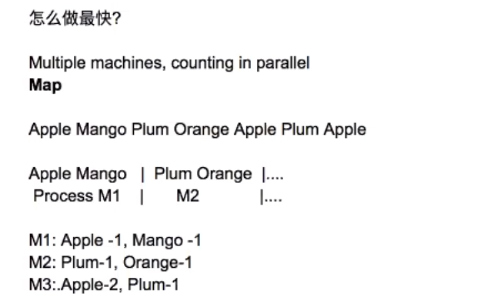 怎么做最快?
Multiple machines, counting in parallel
Map
Apple Mango Plum Orange Apple Plum Apple
Apple Mango | Plum Orange |....
Process M1 | M2 |....
M1: Apple -1, Mango -1
M2: Plum-1, Orange-1
M3:.Apple-2, Plum-1